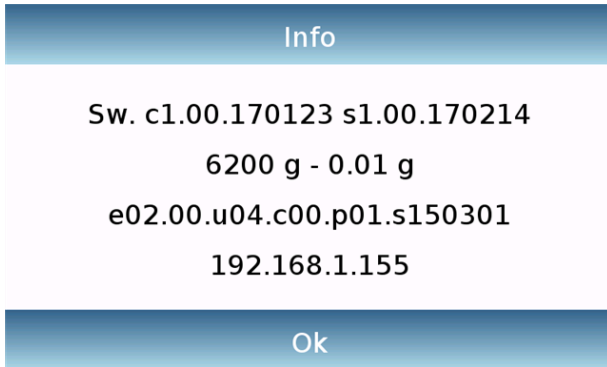 Info
Sw. c1.00.170123 s1.00.170214
6200 g - 0.01 g
e02.00.u04.c00.p01.s150301
192.168.1.155
Ok